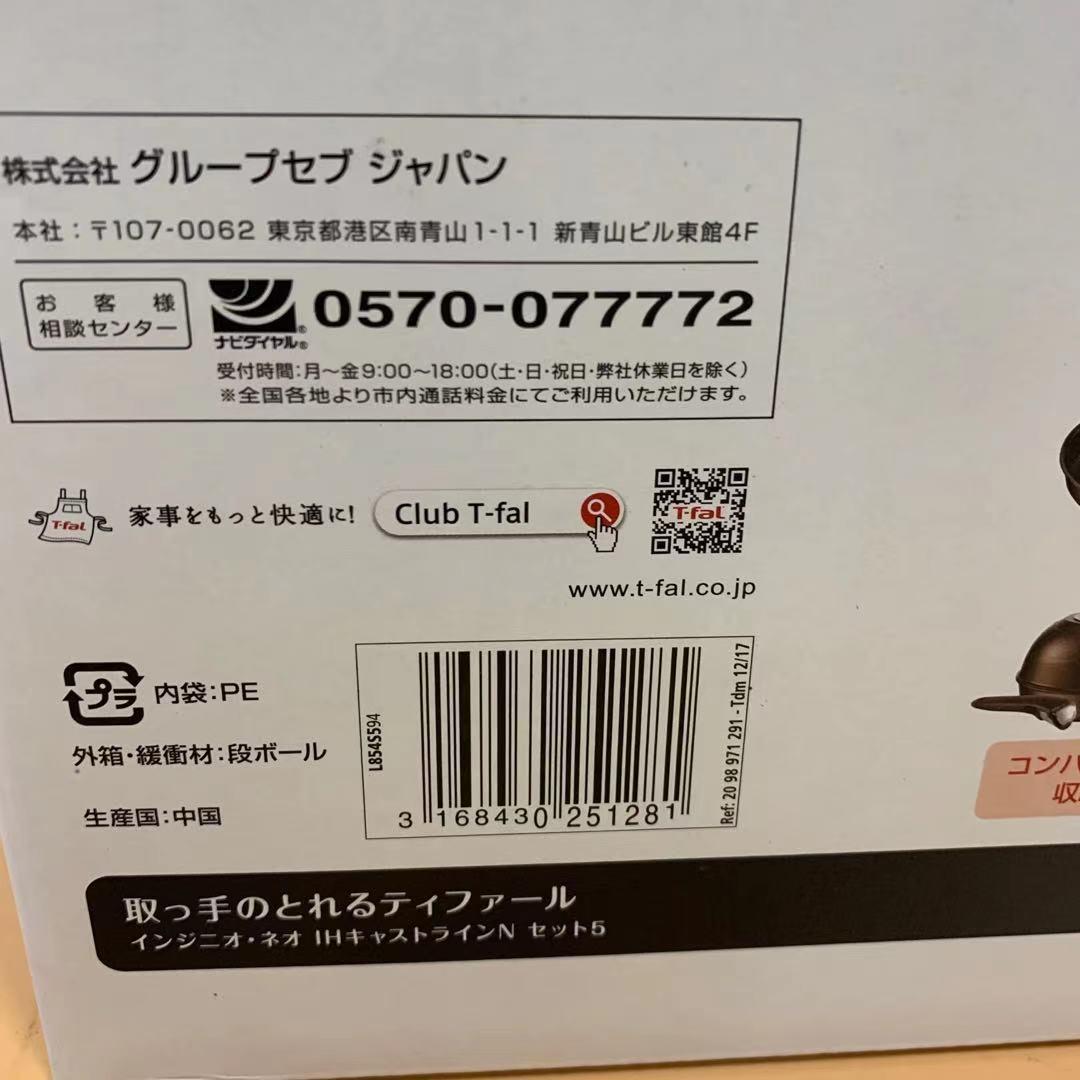 株式会社 グループセブ ジャパン
本社：〒107-0062 東京都港区南青山1-1-1 新青山ビル東館4F
お客様
相談センター
ナビダイヤル®
0570-077772
受付時間：月〜金9:00〜18:00(土・日・祝日・弊社休業日を除く)
※全国各地より市内通話料金にてご利用いただけます。
T-fal
家事をもっと快適に!
Club T-fal
T-fal
www.t-fal.co.jp
プラ
内袋：PE
外箱・緩衝材：段ボール
生産国：中国
L854S594
3 168430 251281
Ref: 20 98 971 291 - Tdm 12/17
コンパ
収
取っ手のとれるティファール
インジニオ・ネオ IHキャストラインN セット5